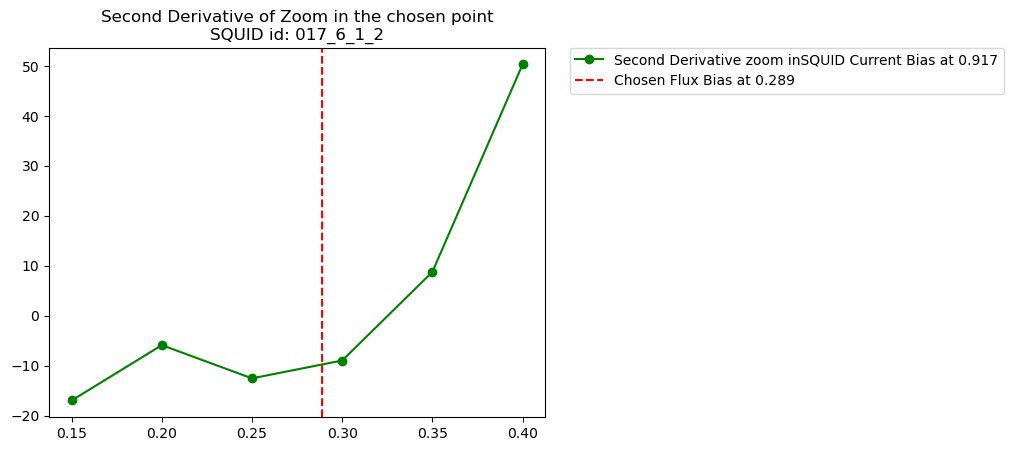 Second Derivative of Zoom in the chosen point
SQUID id: 017_6_1_2
Second Derivative zoom inSQUID Current Bias at 0.917
Chosen Flux Bias at 0.289
50
40
30
20
10
0
−10
−20
0.15 0.20 0.25 0.30 0.35 0.40